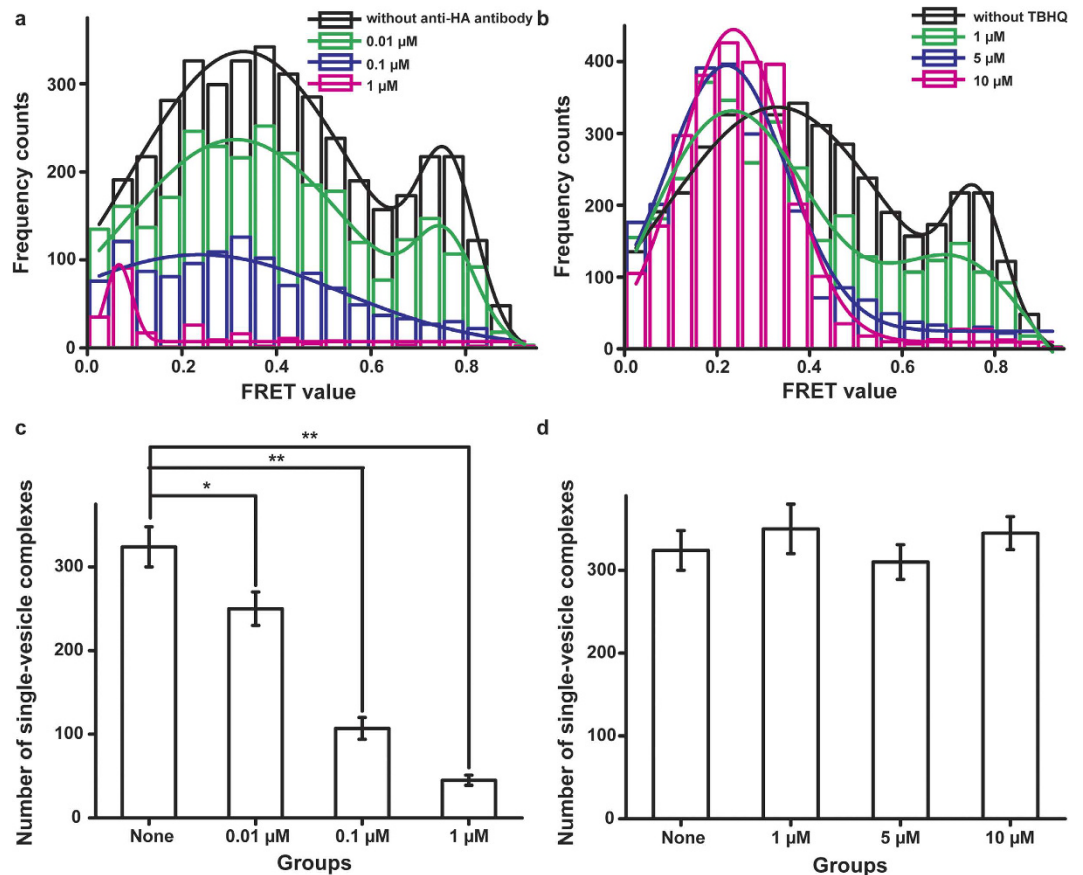 a
without anti-HA antibody
0.01 µM
0.1 µM
1 µM
Frequency counts
300
200
100
0
0.0 0.2 0.4 0.6 0.8
FRET value
b
without TBHQ
1 µM
5 µM
10 µM
Frequency counts
400
300
200
100
0
0.0 0.2 0.4 0.6 0.8
FRET value
c
**
**
*
Number of single-vesicle complexes
300
200
100
0
None 0.01 µM 0.1 µM 1 µM
Groups
d
Number of single-vesicle complexes
300
200
100
0
None 1 µM 5 µM 10 µM
Groups